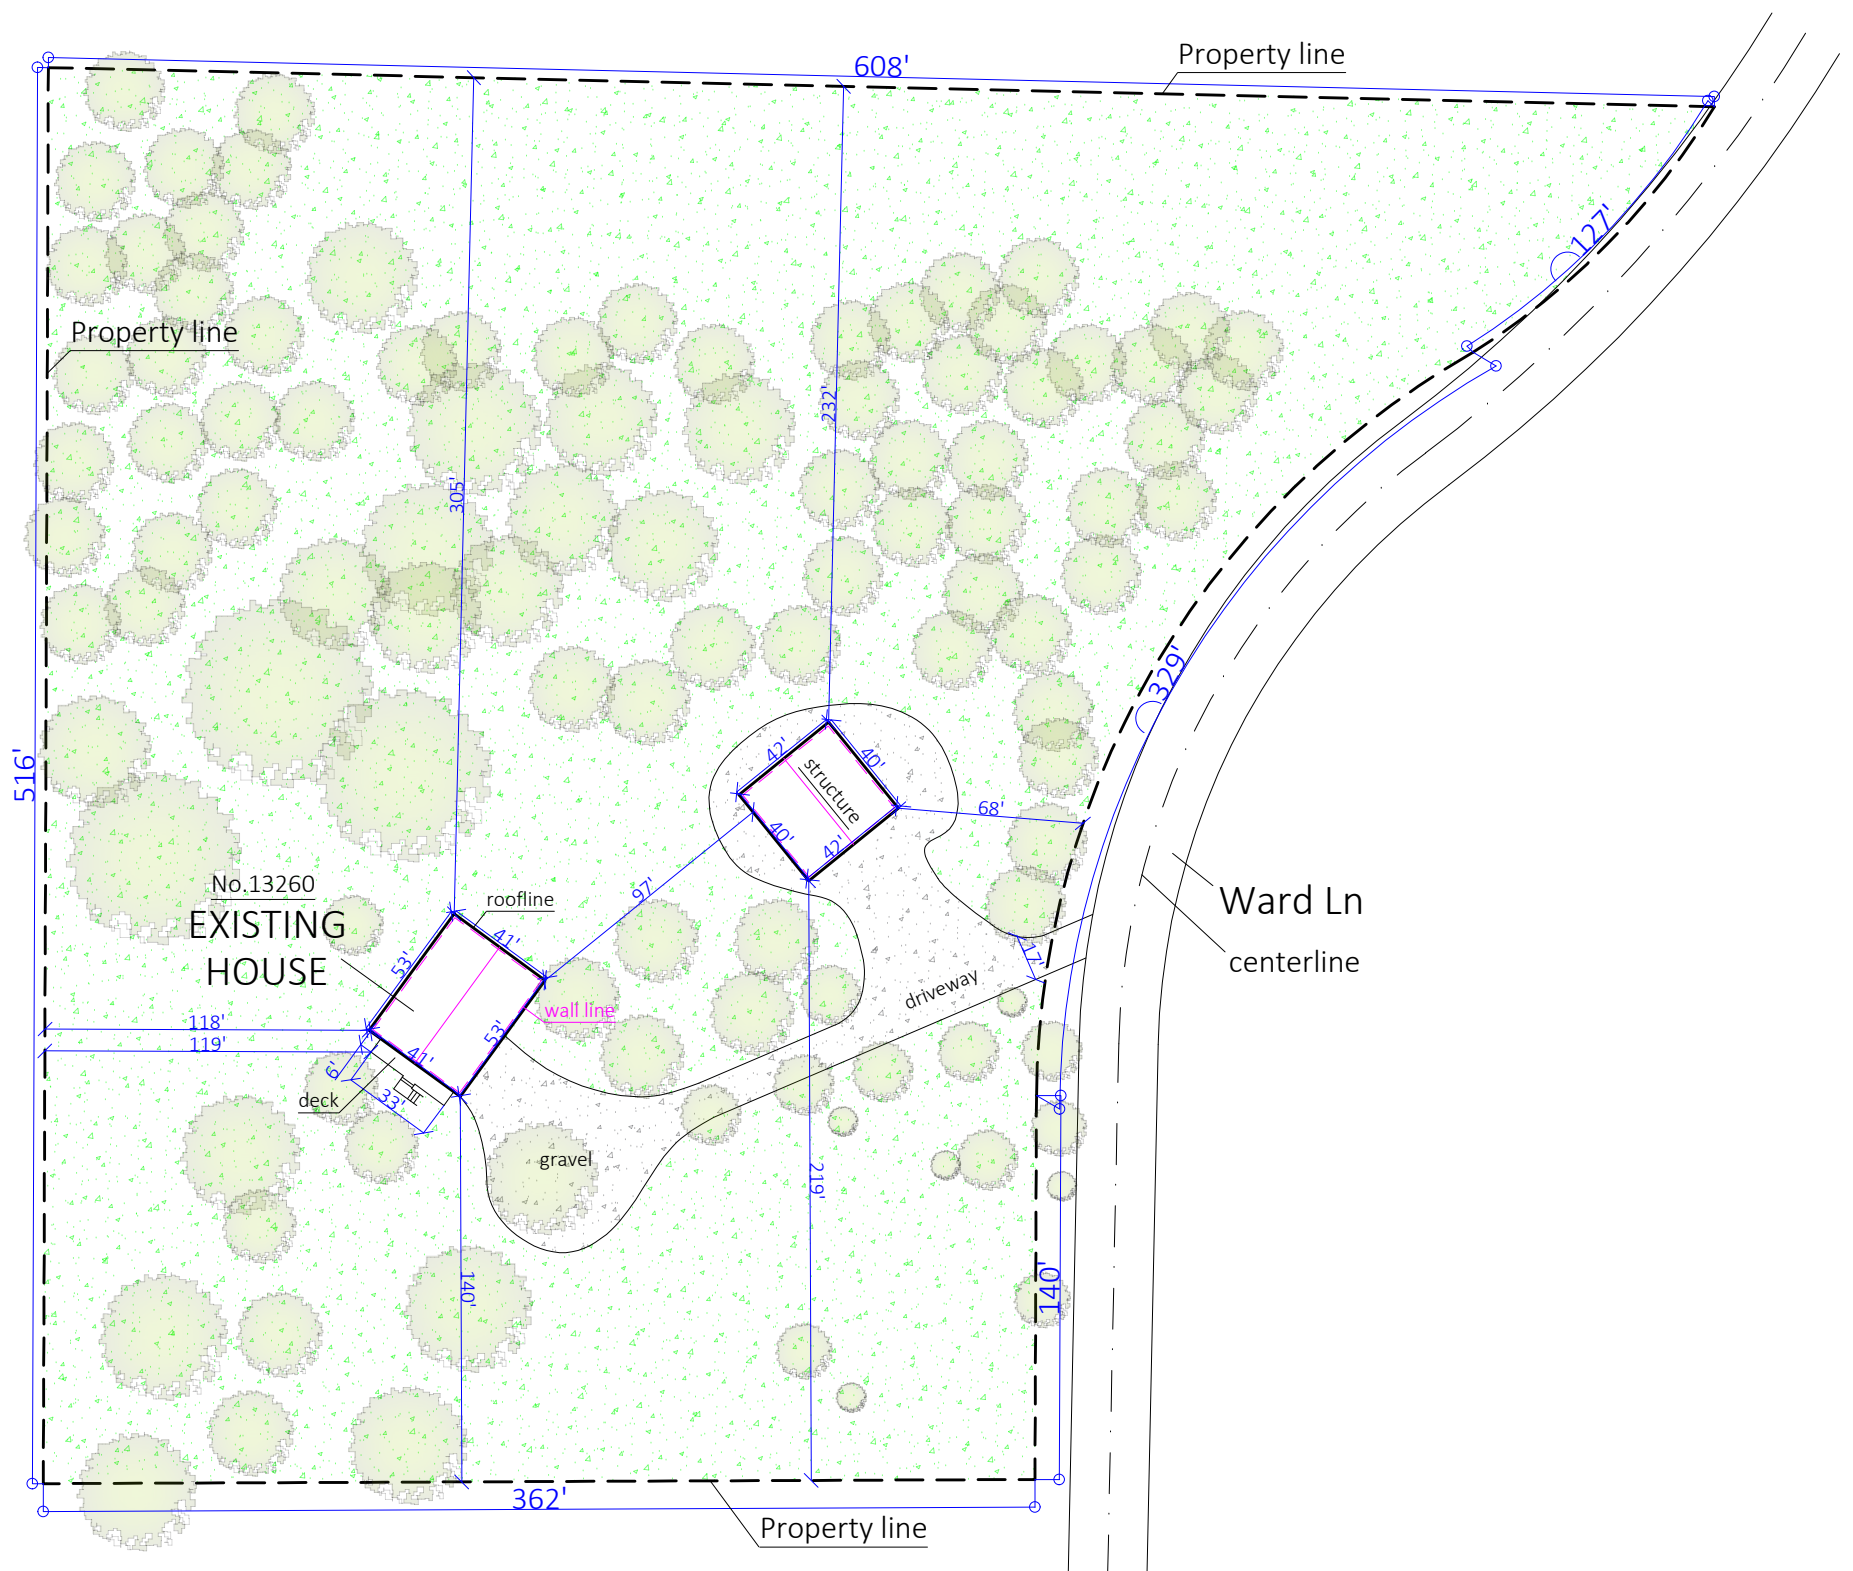 608'
Property line
127'
Property line
232'
305'
329'
516'
42'
40'
structure
68'
40'
42'
97'
No.13260
EXISTING
HOUSE
roofline
41'
53'
Ward Ln
centerline
17'
driveway
wall line
118'
119'
53'
41'
6'
deck
33'
gravel
219'
140'
140'
362'
Property line